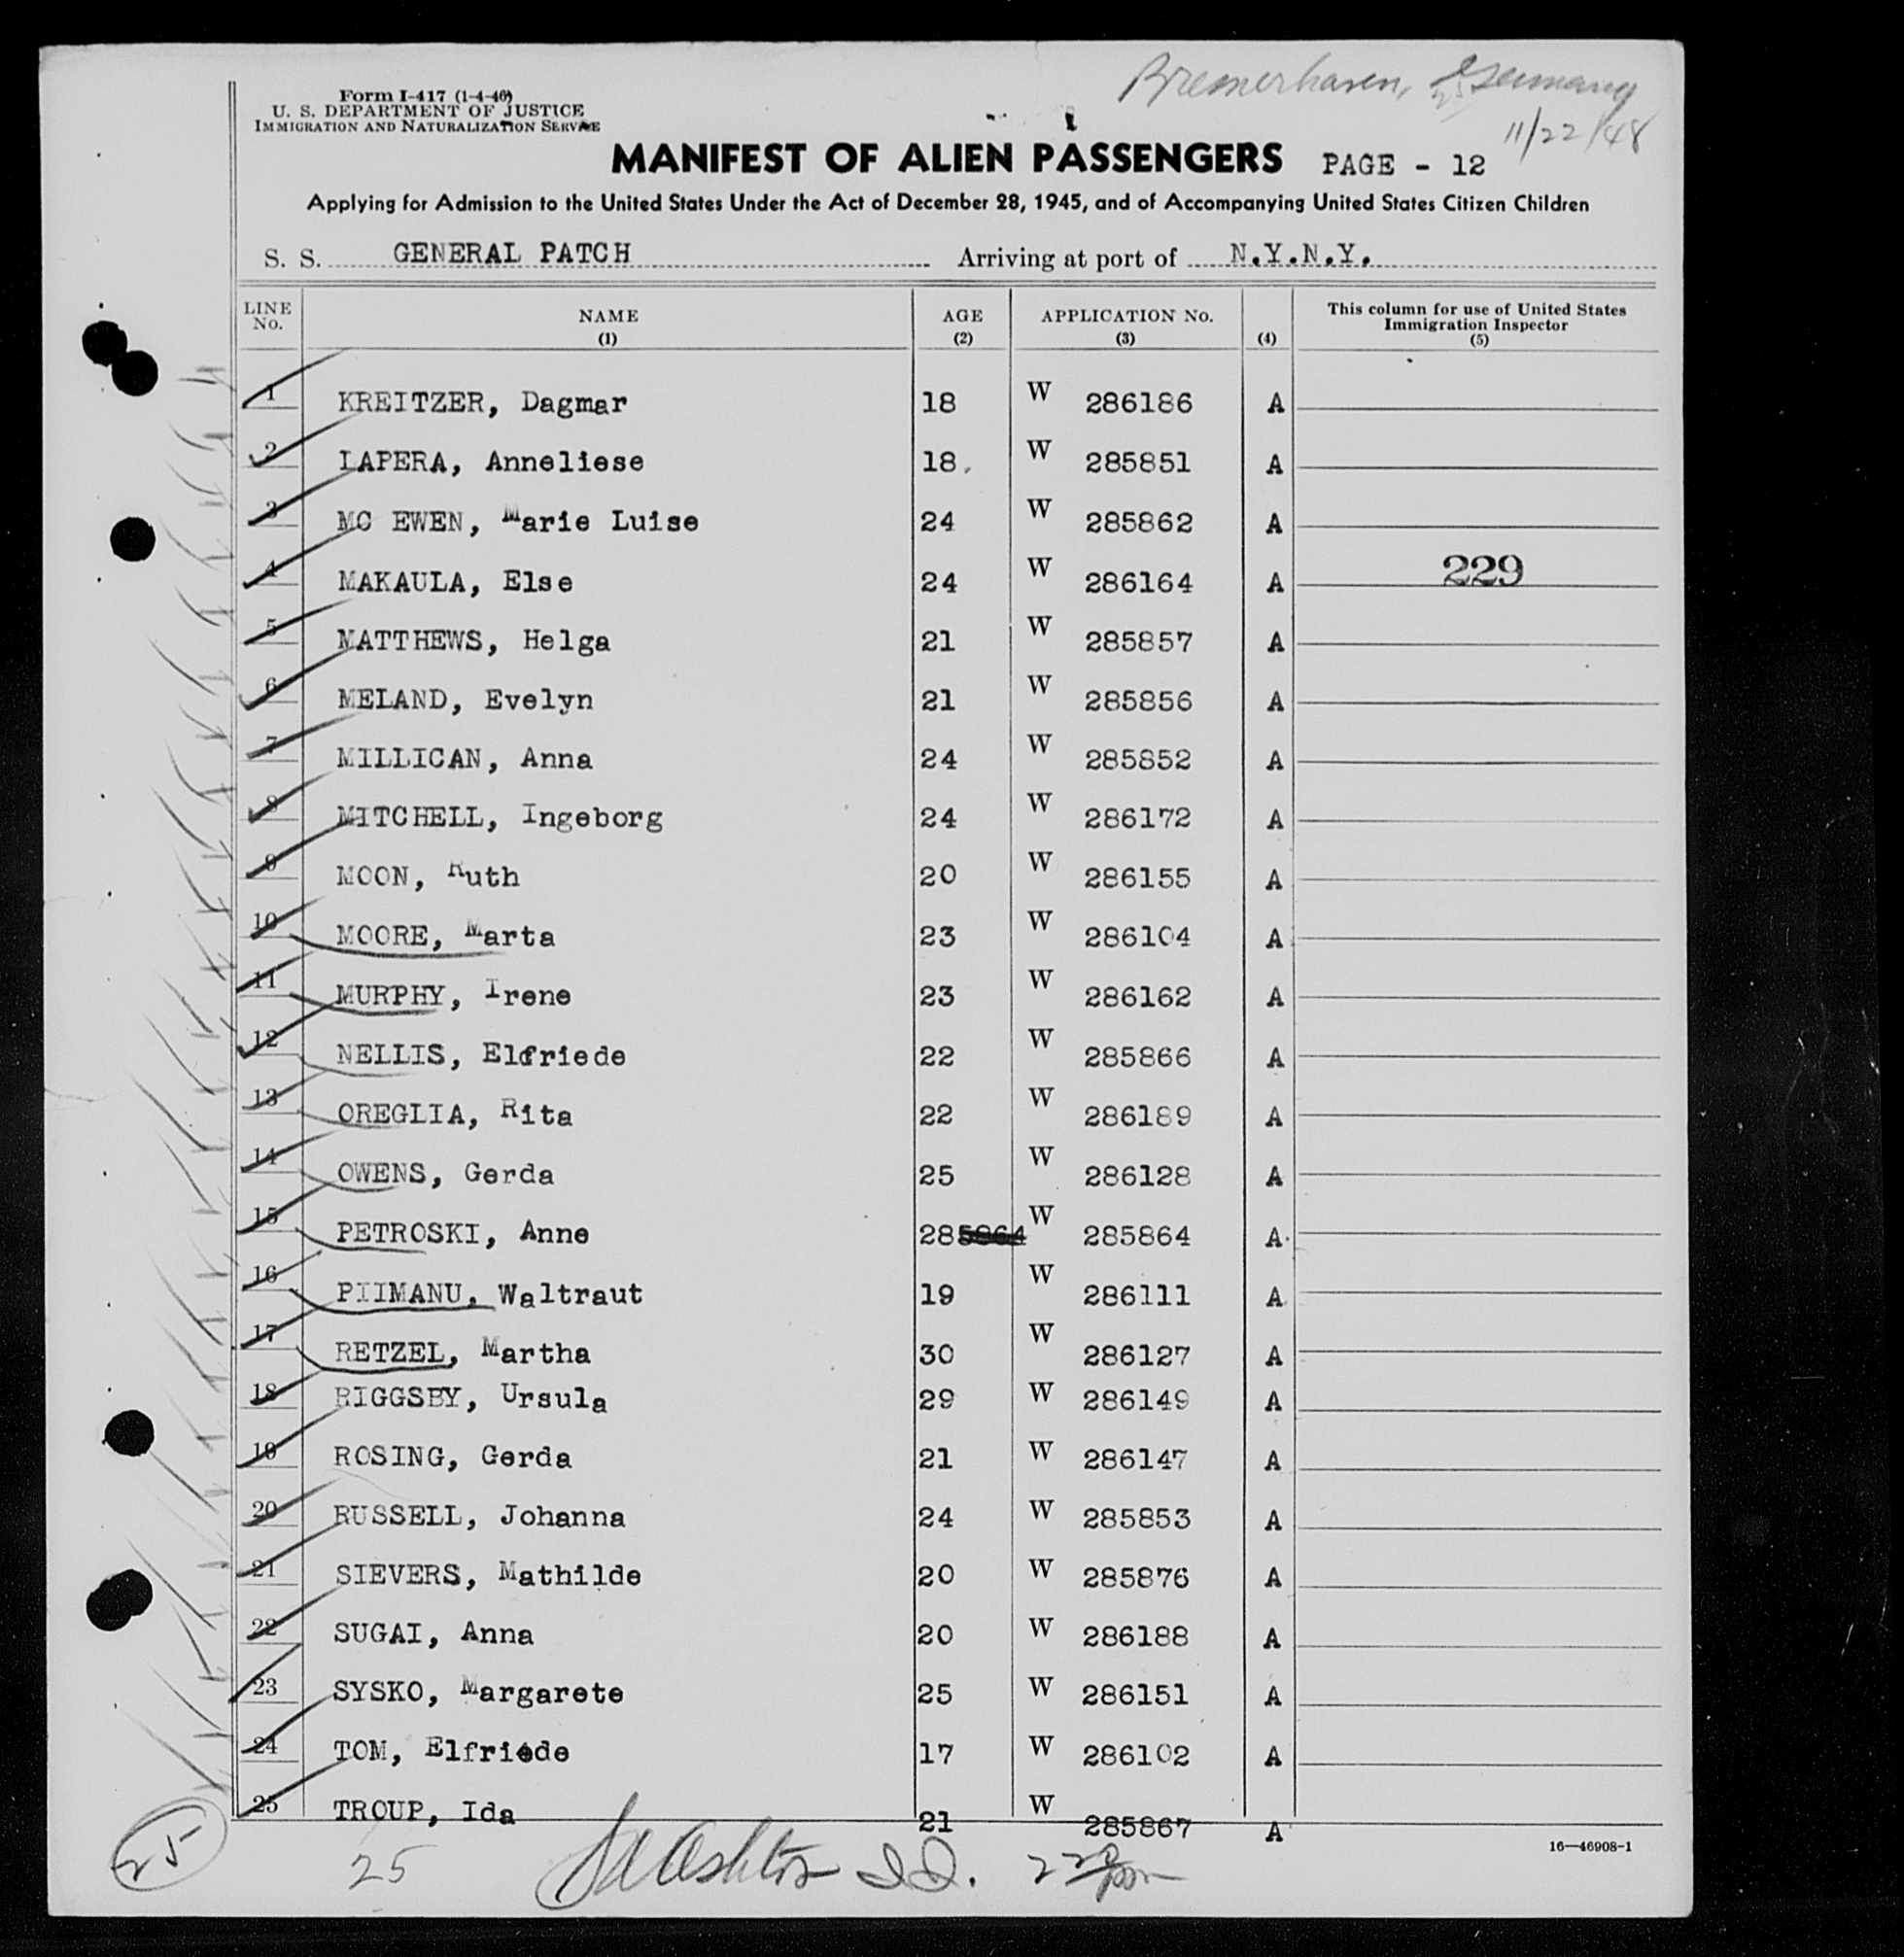 Bremerhaven, Germany
11/22/48
Form I-417 (1-4-46)
U. S. DEPARTMENT OF JUSTICE
IMMIGRATION AND NATURALIZATION SERVICE
MANIFEST OF ALIEN PASSENGERS PAGE - 12
Applying for Admission to the United States Under the Act of December 28, 1945, and of Accompanying United States Citizen Children
S. S. GENERAL PATCH Arriving at port of N.Y.N.Y.
LINE No. NAME (1) AGE (2) APPLICATION No. (3) (4) This column for use of United States Immigration Inspector (5)
1 KREITZER, Dagmar 18 W 286186 A
2 LAPERA, Anneliese 18. W 285851 A
3 MC EWEN, Marie Luise 24 W 285862 A
4 MAKAULA, Else 24 W 286164 A 229
5 MATTHEWS, Helga 21 W 285857 A
6 MELAND, Evelyn 21 W 285856 A
7 MILLICAN, Anna 24 W 285852 A
8 MITCHELL, Ingeborg 24 W 286172 A
9 MOON, Ruth 20 W 286155 A
10 MOORE, Marta 23 W 286104 A
11 MURPHY, Irene 23 W 286162 A
12 NELLIS, Elfriede 22 W 285866 A
13 OREGLIA, Rita 22 W 286189 A
14 OWENS, Gerda 25 W 286128 A
15 PETROSKI, Anne 285864 W 285864 A
16 PIIMANU, Waltraut 19 W 286111 A
17 RETZEL, Martha 30 W 286127 A
18 RIGGSBY, Ursula 29 W 286149 A
19 ROSING, Gerda 21 W 286147 A
20 RUSSELL, Johanna 24 W 285853 A
21 SIEVERS, Mathilde 20 W 285876 A
22 SUGAI, Anna 20 W 286188 A
23 SYSKO, Margarete 25 W 286151 A
24 TOM, Elfriede 17 W 286102 A
25 TROUP, Ida 21 W 285867 A
16—46908-1
25 25